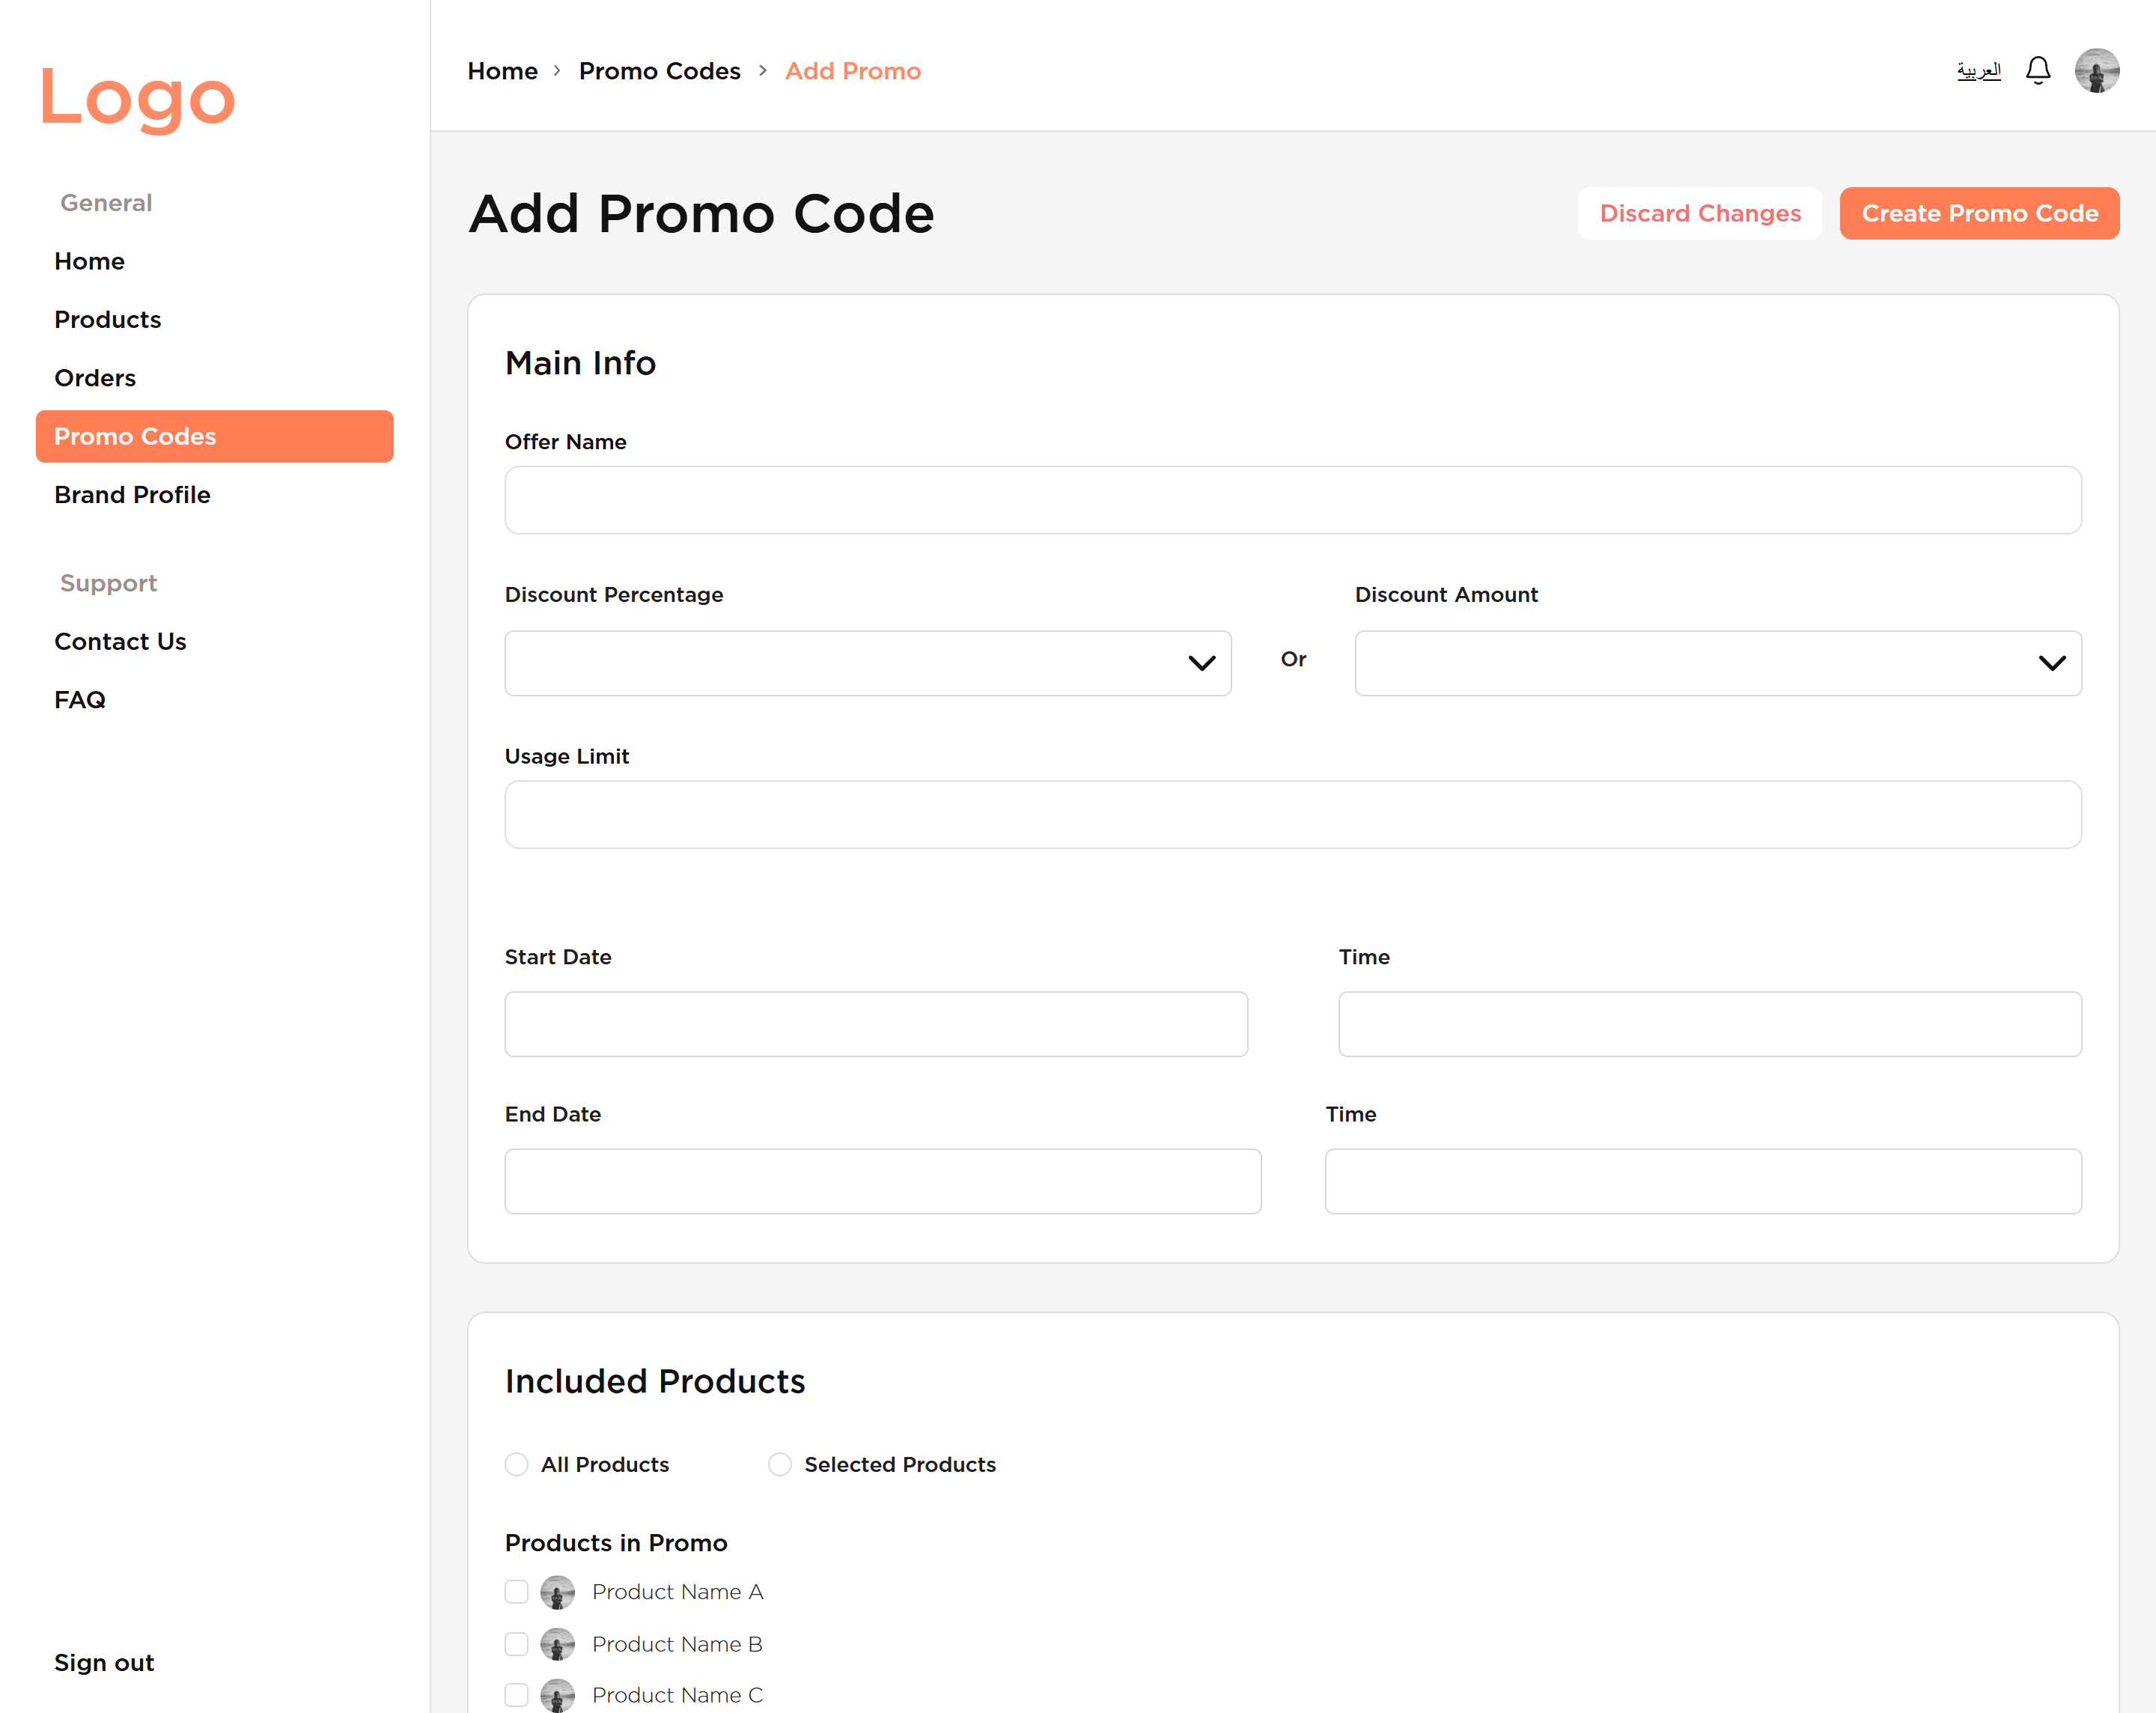 Logo
General
Home
Products
Orders
Promo Codes
Brand Profile
Support
Contact Us
FAQ
Sign out
Home > Promo Codes > Add Promo
العربية
Add Promo Code
Discard Changes
Create Promo Code
Main Info
Offer Name
Discount Percentage
Or
Discount Amount
Usage Limit
Start Date
Time
End Date
Time
Included Products
All Products
Selected Products
Products in Promo
Product Name A
Product Name B
Product Name C